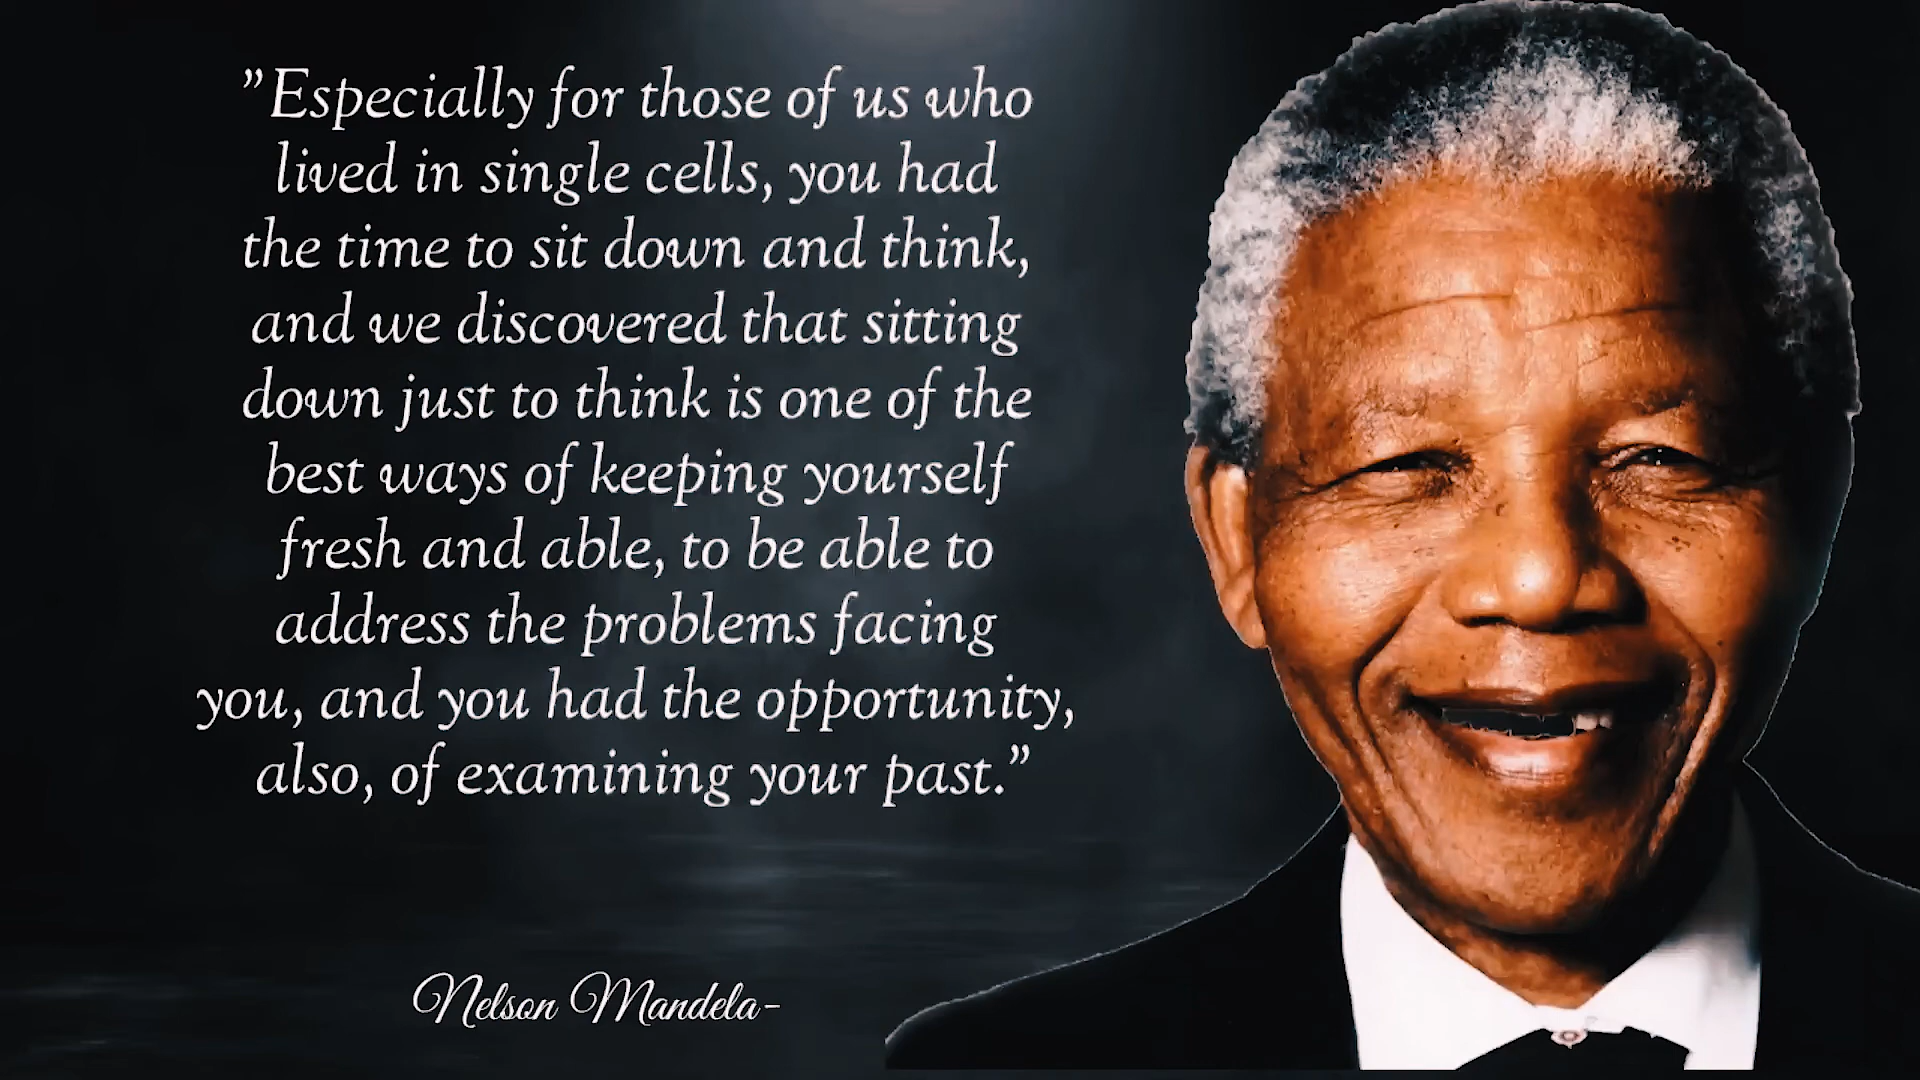 ”Especially for those of us who
lived in single cells, you had
the time to sit down and think,
and we discovered that sitting
down just to think is one of the
best ways of keeping yourself
fresh and able, to be able to
address the problems facing
you, and you had the opportunity,
also, of examining your past.”
Nelson Mandela-